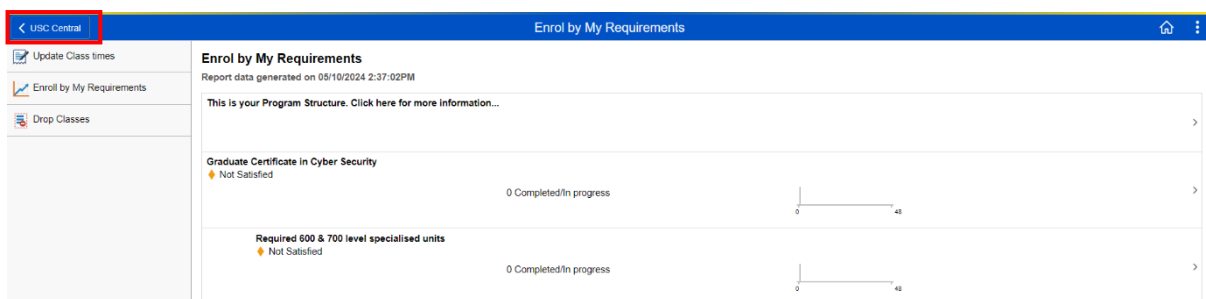 USC Central
Enrol by My Requirements
Update Class times
Enroll by My Requirements
Drop Classes
Enrol by My Requirements
Report data generated on 05/10/2024 2:37:02PM
This is your Program Structure. Click here for more information...
Graduate Certificate in Cyber Security
Not Satisfied
0 Completed/In progress
0 48
Required 600 & 700 level specialised units
Not Satisfied
0 Completed/In progress
0 48